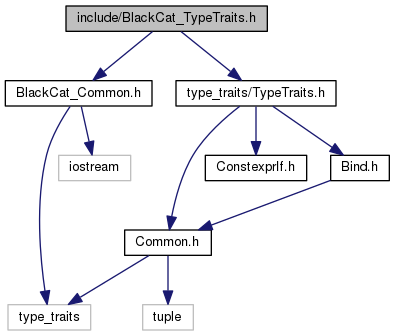 include/BlackCat_TypeTraits.h
BlackCat_Common.h
type_traits/TypeTraits.h
iostream
ConstexprIf.h
Bind.h
Common.h
type_traits
tuple